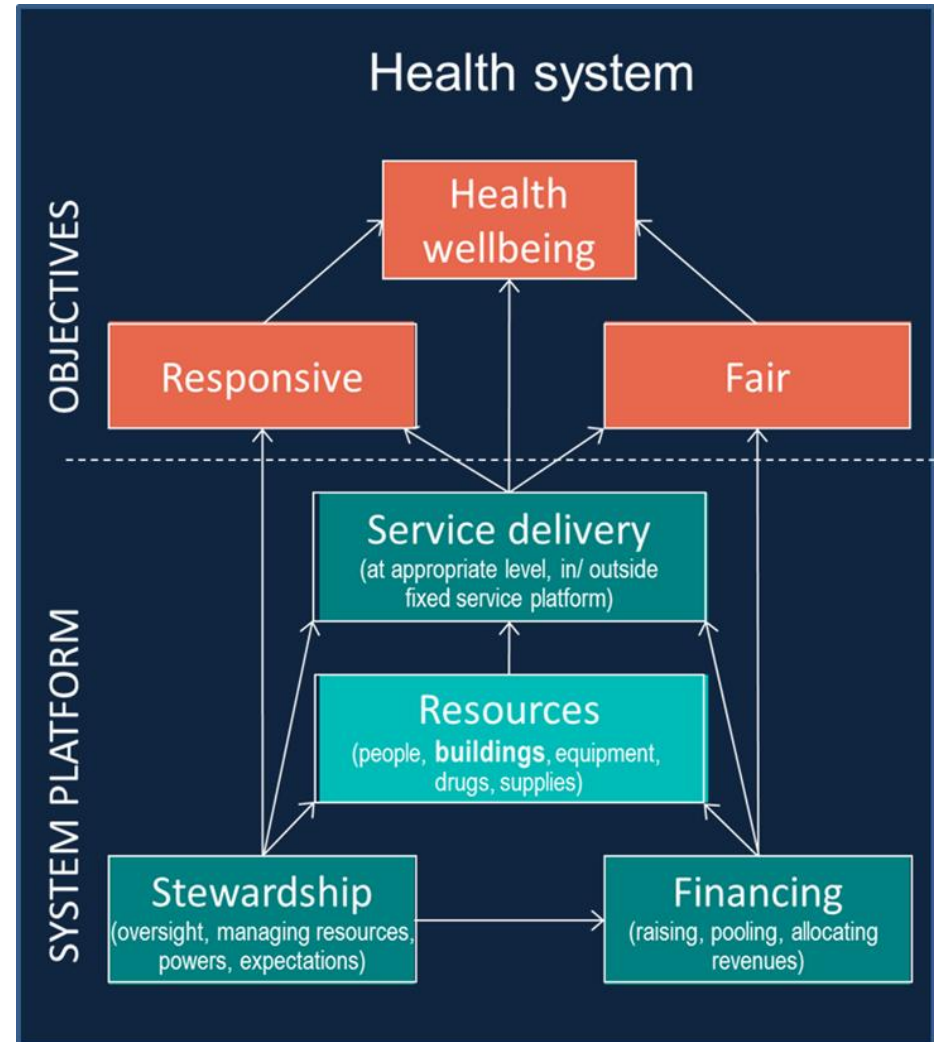 Health system
OBJECTIVES
Health
wellbeing
Responsive
Fair
SYSTEM PLATFORM
Service delivery
(at appropriate level, in/ outside
fixed service platform)
Resources
(people, buildings, equipment,
drugs, supplies)
Stewardship
(oversight, managing resources,
powers, expectations)
Financing
(raising, pooling, allocating
revenues)